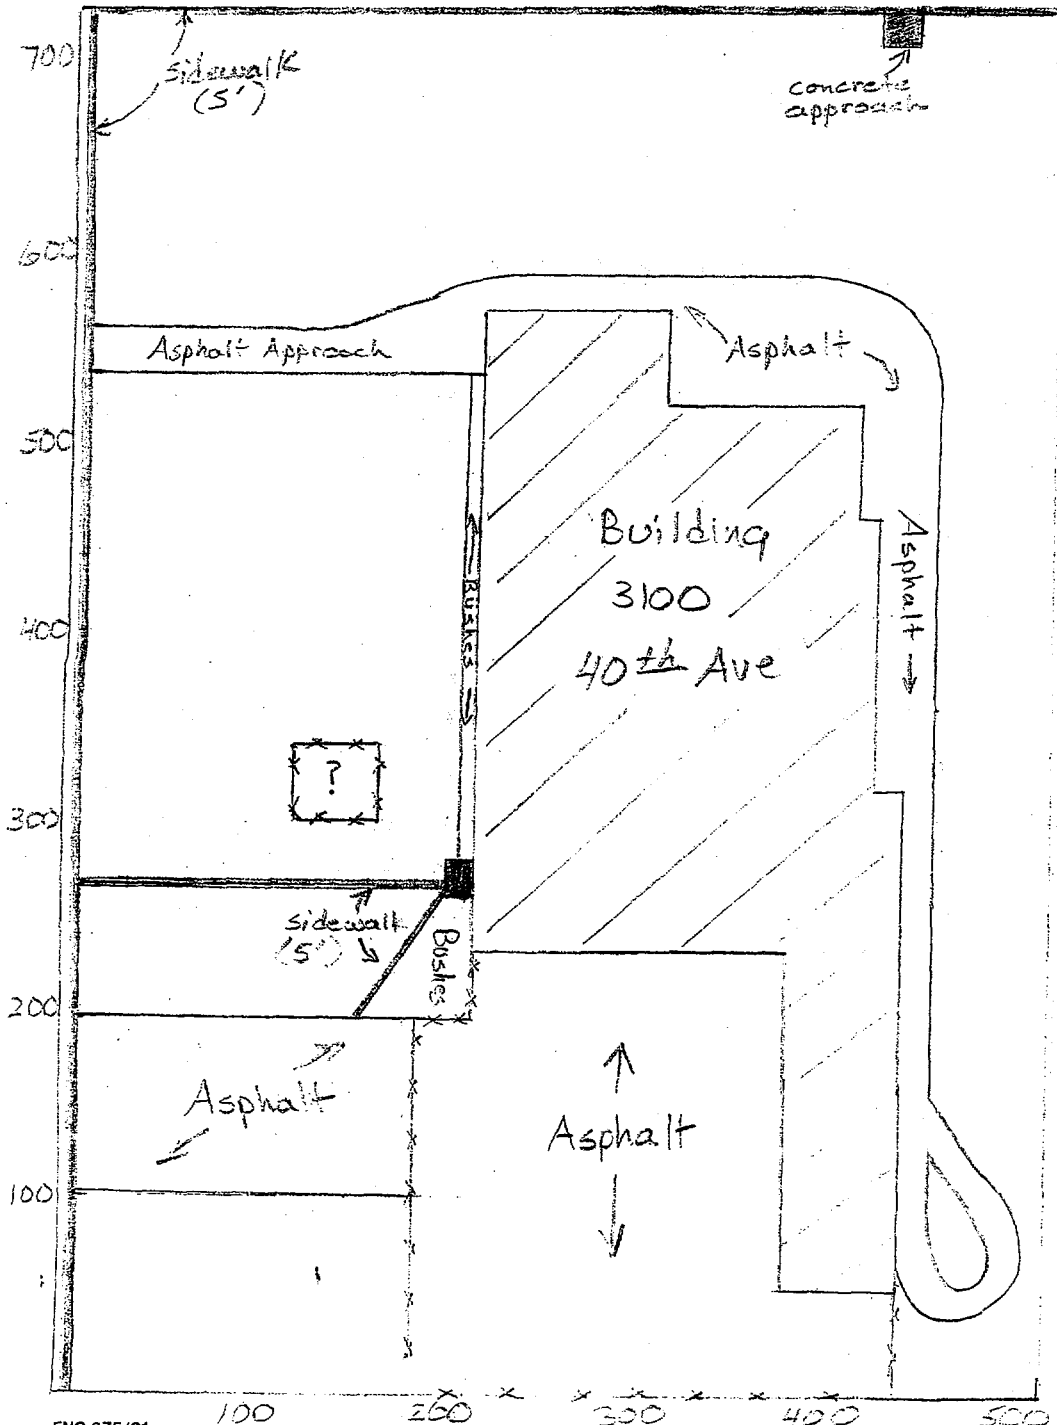 700
sidewalk
(5')
concrete
approach
600
Asphalt Approach
Asphalt
500
Building
3100
40th Ave
Asphalt
Bushes
400
?
300
sidewalk
(5')
Bushes
200
Asphalt
Asphalt
100
100
200
300
400
500